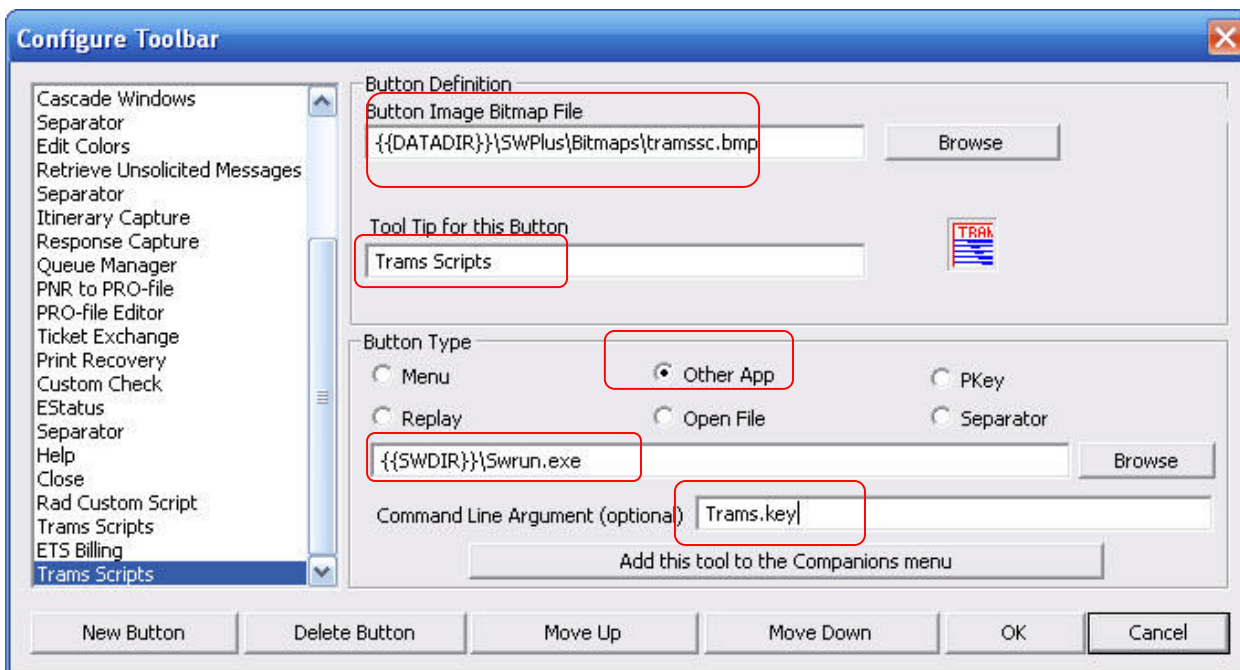 Configure Toolbar
Cascade Windows
Separator
Edit Colors
Retrieve Unsolicited Messages
Separator
Itinerary Capture
Response Capture
Queue Manager
PNR to PRO-file
PRO-file Editor
Ticket Exchange
Print Recovery
Custom Check
EStatus
Separator
Help
Close
Rad Custom Script
Trams Scripts
ETS Billing
Trams Scripts
Button Definition
Button Image Bitmap File
{{DATADIR}}\SWPlus\Bitmaps\tramssc.bmp
Browse
Tool Tip for this Button
TRAM
Trams Scripts
Button Type
Menu
Other App
PKey
Replay
Open File
Separator
{{SWDIR}}\Swrun.exe
Browse
Command Line Argument (optional)
Trams.key
Add this tool to the Companions menu
New Button
Delete Button
Move Up
Move Down
OK
Cancel